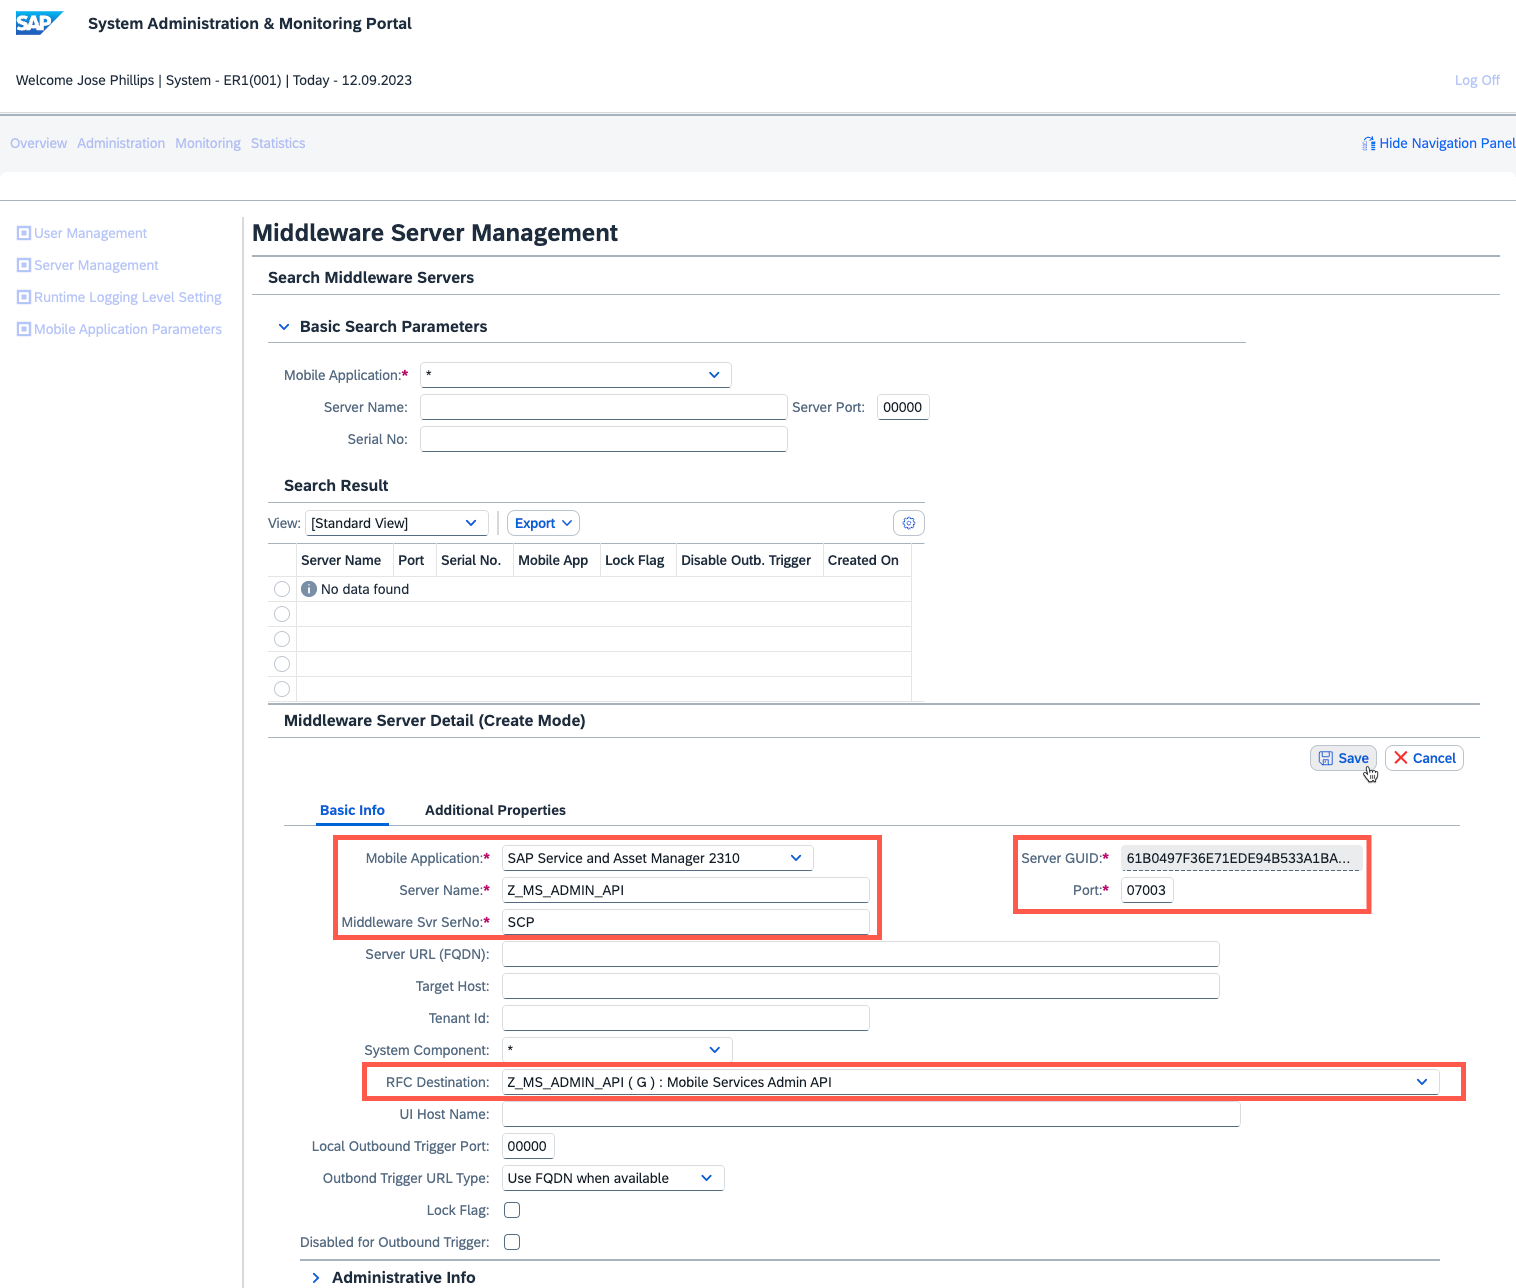 SAP System Administration & Monitoring Portal
Welcome Jose Phillips | System - ER1(001) | Today - 12.09.2023 Log Off
Overview Administration Monitoring Statistics Hide Navigation Panel
User Management
Server Management
Runtime Logging Level Setting
Mobile Application Parameters
Middleware Server Management
Search Middleware Servers
Basic Search Parameters
Mobile Application:* *
Server Name: Server Port: 00000
Serial No:
Search Result
View: [Standard View] Export
Server Name Port Serial No. Mobile App Lock Flag Disable Outb. Trigger Created On
No data found
Middleware Server Detail (Create Mode)
Save Cancel
Basic Info Additional Properties
Mobile Application:* SAP Service and Asset Manager 2310 Server GUID:* 61B0497F36E71EDE94B533A1BA...
Server Name:* Z_MS_ADMIN_API Port:* 07003
Middleware Svr SerNo:* SCP
Server URL (FQDN):
Target Host:
Tenant Id:
System Component: *
RFC Destination: Z_MS_ADMIN_API ( G ) : Mobile Services Admin API
UI Host Name:
Local Outbound Trigger Port: 00000
Outbond Trigger URL Type: Use FQDN when available
Lock Flag:
Disabled for Outbound Trigger:
Administrative Info